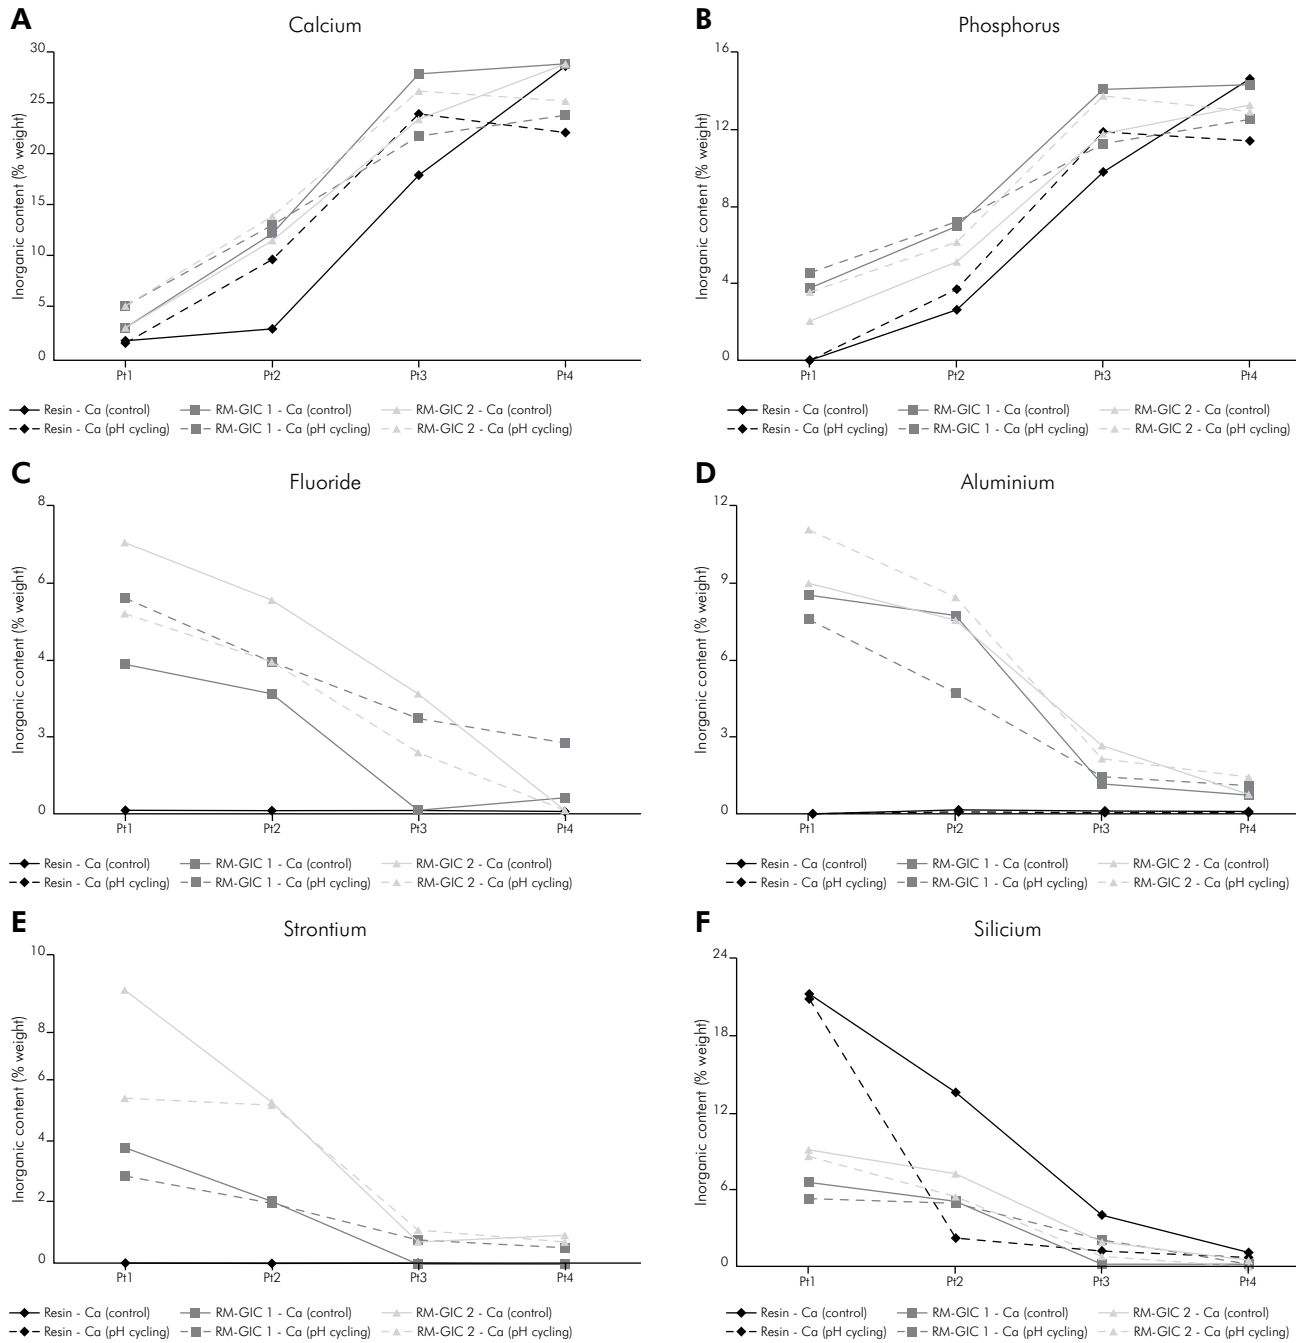 A
Calcium
Inorganic content (% weight)
30
25
20
15
10
5
0
Pt1 Pt2 Pt3 Pt4
Resin - Ca (control) RM-GIC 1 - Ca (control) RM-GIC 2 - Ca (control)
Resin - Ca (pH cycling) RM-GIC 1 - Ca (pH cycling) RM-GIC 2 - Ca (pH cycling)
B
Phosphorus
Inorganic content (% weight)
16
12
8
4
0
Pt1 Pt2 Pt3 Pt4
Resin - Ca (control) RM-GIC 1 - Ca (control) RM-GIC 2 - Ca (control)
Resin - Ca (pH cycling) RM-GIC 1 - Ca (pH cycling) RM-GIC 2 - Ca (pH cycling)
C
Fluoride
Inorganic content (% weight)
8
6
4
3
0
Pt1 Pt2 Pt3 Pt4
Resin - Ca (control) RM-GIC 1 - Ca (control) RM-GIC 2 - Ca (control)
Resin - Ca (pH cycling) RM-GIC 1 - Ca (pH cycling) RM-GIC 2 - Ca (pH cycling)
D
Aluminium
Inorganic content (% weight)
12
9
6
3
0
Pt1 Pt2 Pt3 Pt4
Resin - Ca (control) RM-GIC 1 - Ca (control) RM-GIC 2 - Ca (control)
Resin - Ca (pH cycling) RM-GIC 1 - Ca (pH cycling) RM-GIC 2 - Ca (pH cycling)
E
Strontium
Inorganic content (% weight)
10
8
6
4
2
0
Pt1 Pt2 Pt3 Pt4
Resin - Ca (control) RM-GIC 1 - Ca (control) RM-GIC 2 - Ca (control)
Resin - Ca (pH cycling) RM-GIC 1 - Ca (pH cycling) RM-GIC 2 - Ca (pH cycling)
F
Silicium
Inorganic content (% weight)
24
18
12
6
0
Pt1 Pt2 Pt3 Pt4
Resin - Ca (control) RM-GIC 1 - Ca (control) RM-GIC 2 - Ca (control)
Resin - Ca (pH cycling) RM-GIC 1 - Ca (pH cycling) RM-GIC 2 - Ca (pH cycling)